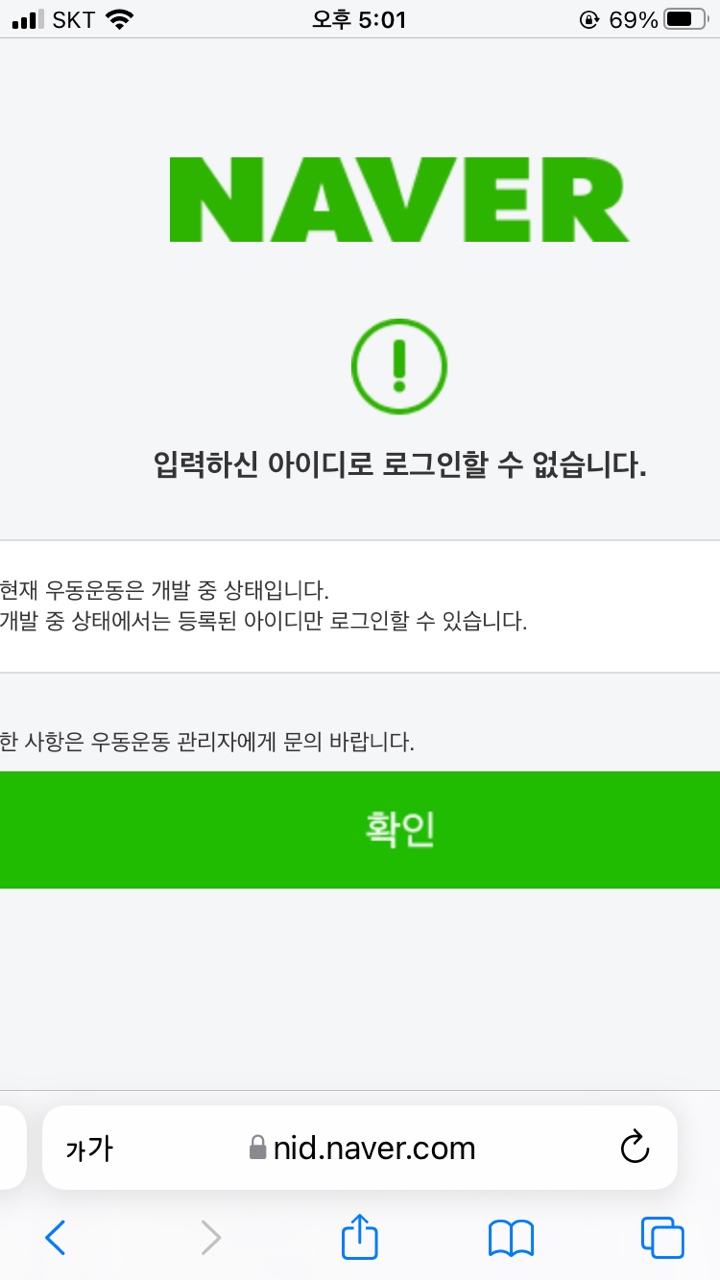 SKT 오후 5:01 69%
NAVER
입력하신 아이디로 로그인할 수 없습니다.
현재 우동운동은 개발 중 상태입니다.
개발 중 상태에서는 등록된 아이디만 로그인할 수 있습니다.
한 사항은 우동운동 관리자에게 문의 바랍니다.
확인
가가 nid.naver.com